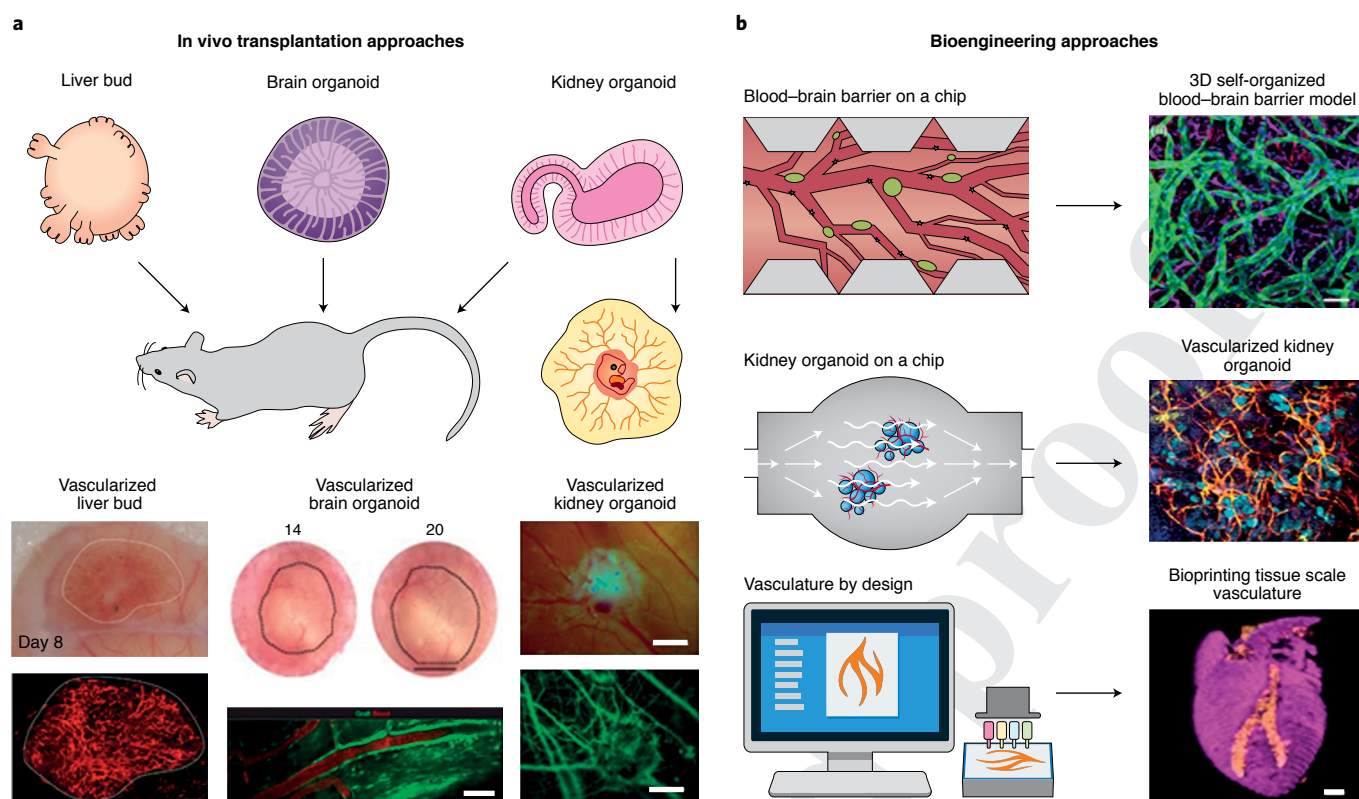 a
In vivo transplantation approaches
Liver bud
Brain organoid
Kidney organoid
Vascularized
liver bud
Vascularized
brain organoid
Vascularized
kidney organoid
14
20
Day 8
Graft Blood
b
Bioengineering approaches
Blood–brain barrier on a chip
3D self-organized
blood–brain barrier model
Kidney organoid on a chip
Vascularized kidney
organoid
Vasculature by design
Bioprinting tissue scale
vasculature
proof